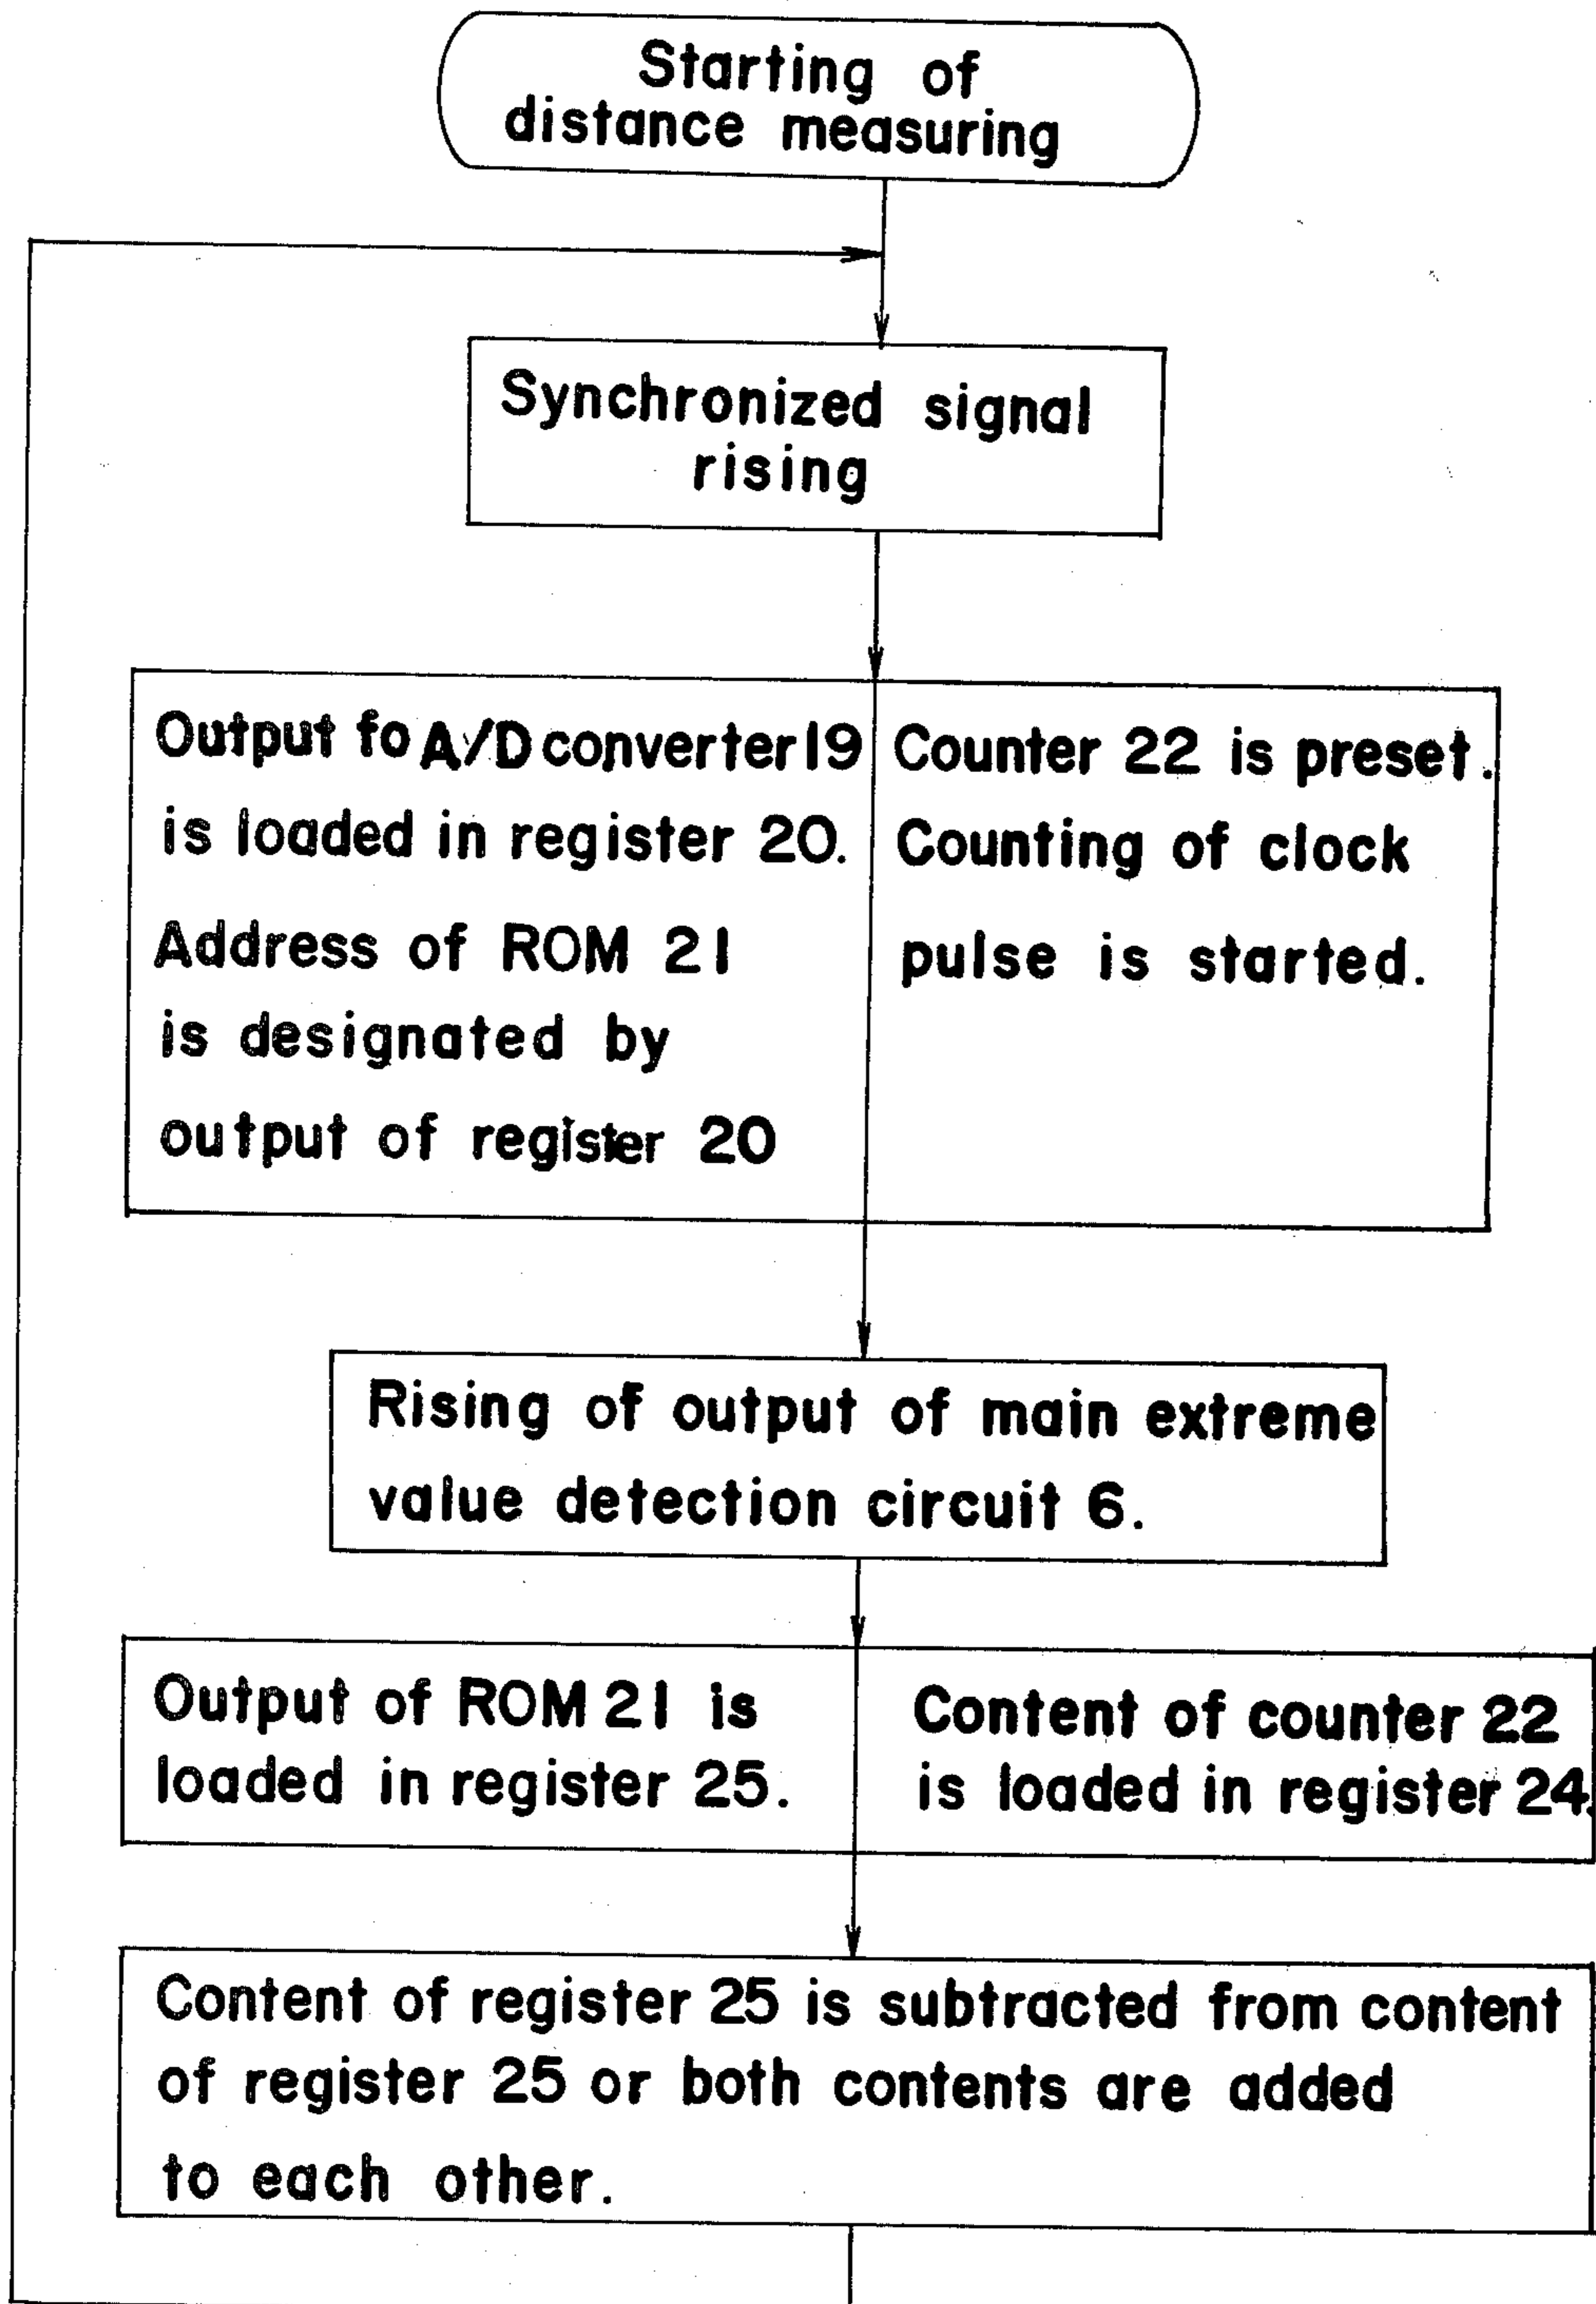 Starting of
distance measuring
Synchronized signal
rising
Output fo A/D converter 19
is loaded in register 20.
Address of ROM 21
is designated by
output of register 20
Counter 22 is preset.
Counting of clock
pulse is started.
Rising of output of main extreme
value detection circuit 6.
Output of ROM 21 is
loaded in register 25.
Content of counter 22
is loaded in register 24.
Content of register 25 is subtracted from content
of register 25 or both contents are added
to each other.